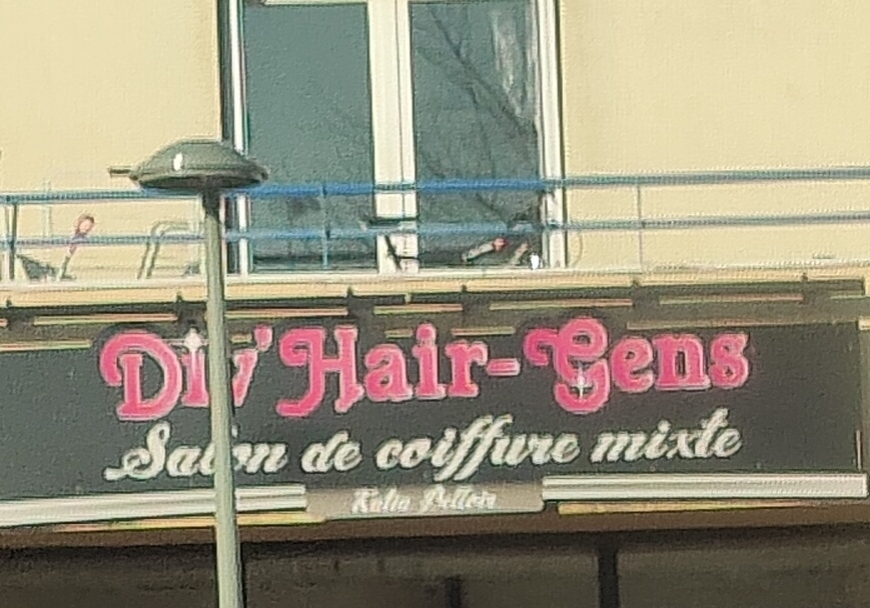 Div'Hair-Gens
Salon de coiffure mixte